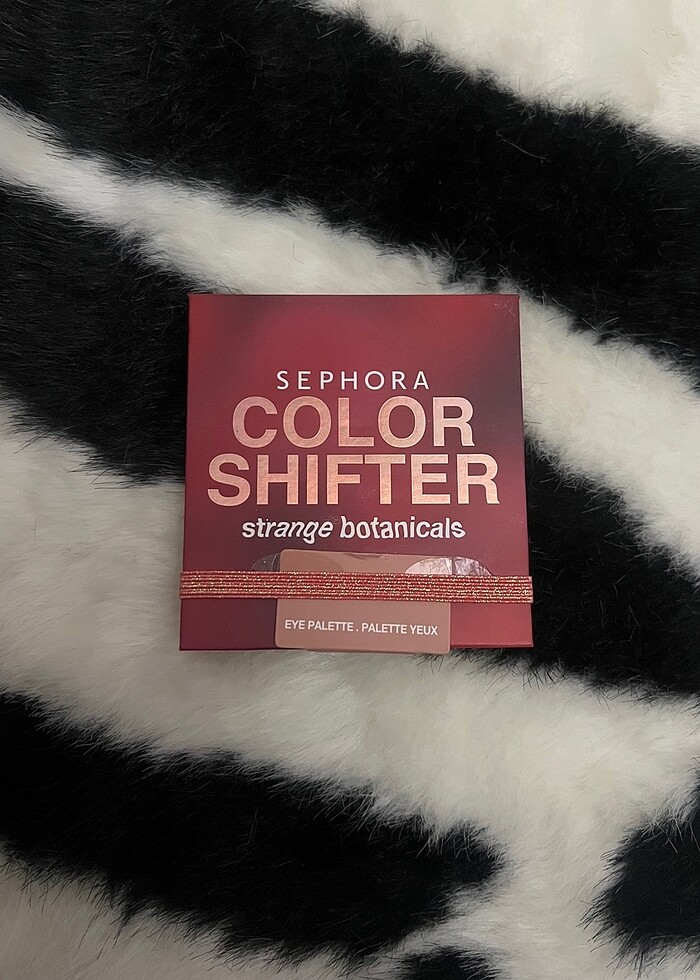 SEPHORA
COLOR
SHIFTER
strange botanicals
EYE PALETTE . PALETTE YEUX